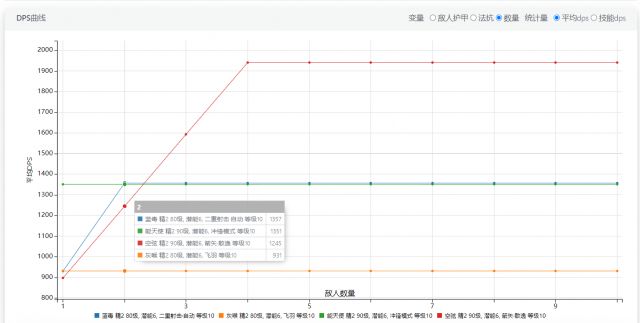 DPS曲线
变量 敌人护甲 法抗 数量 统计量 平均dps 技能dps
2000
1900
1800
1700
1600
1500
1400
1300
1200
1100
1000
900
800
平均DPS
2
蓝毒 精2 80级, 潜能6, 二重射击·自动 等级10 1357
能天使 精2 90级, 潜能6, 冲锋模式 等级10 1351
空弦 精2 90级, 潜能6, 箭矢·散逸 等级10 1245
灰喉 精2 80级, 潜能6, 飞羽 等级10 931
1 5 6 7 8 9 10
敌人数量
蓝毒 精2 80级, 潜能6, 二重射击·自动 等级10 灰喉 精2 80级, 潜能6, 飞羽 等级10 能天使 精2 90级, 潜能6, 冲锋模式 等级10 空弦 精2 90级, 潜能6, 箭矢·散逸 等级10